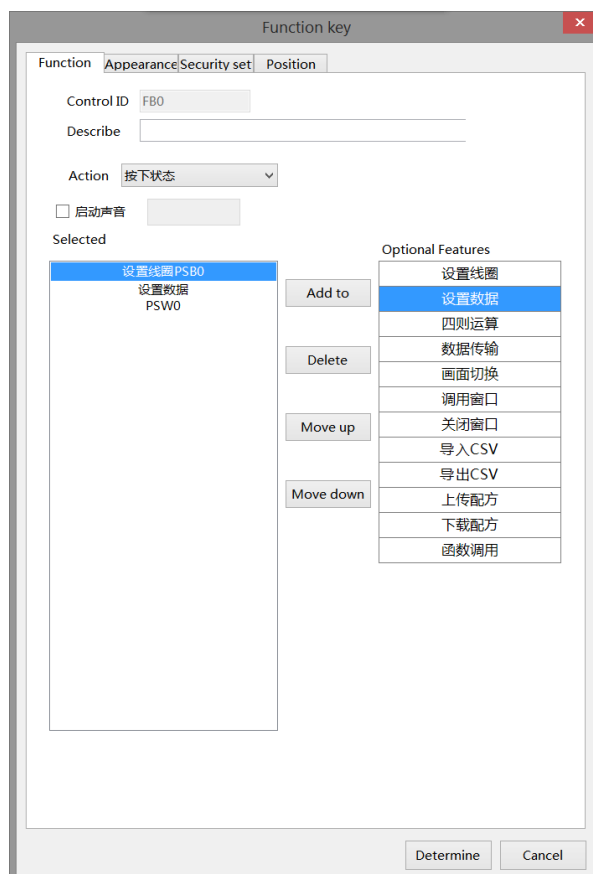 Function key
Function Appearance Security set Position
Control ID FB0
Describe
Action 按下状态
启动声音
Selected
Optional Features
设置线圈PSB0
设置数据
PSW0
Add to
Delete
Move up
Move down
设置线圈
设置数据
四则运算
数据传输
画面切换
调用窗口
关闭窗口
导入CSV
导出CSV
上传配方
下载配方
函数调用
Determine Cancel